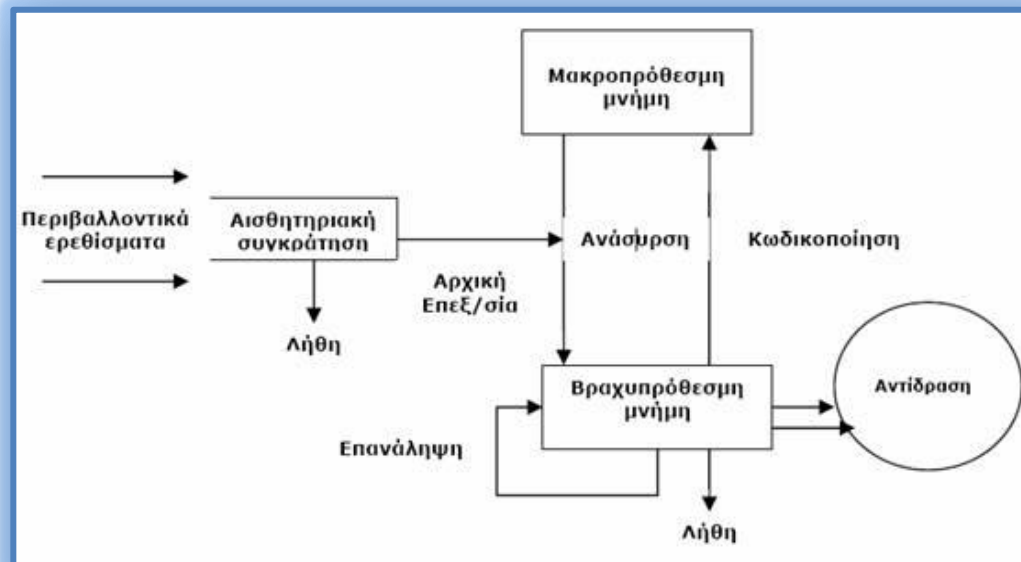 Μακροπρόθεσμη
μνήμη
Περιβαλλοντικά
ερεθίσματα
Αισθητηριακή
συγκράτηση
Ανάσυρση
Κωδικοποίηση
Αρχική
Επεξ/σία
Λήθη
Βραχυπρόθεσμη
μνήμη
Αντίδραση
Επανάληψη
Λήθη